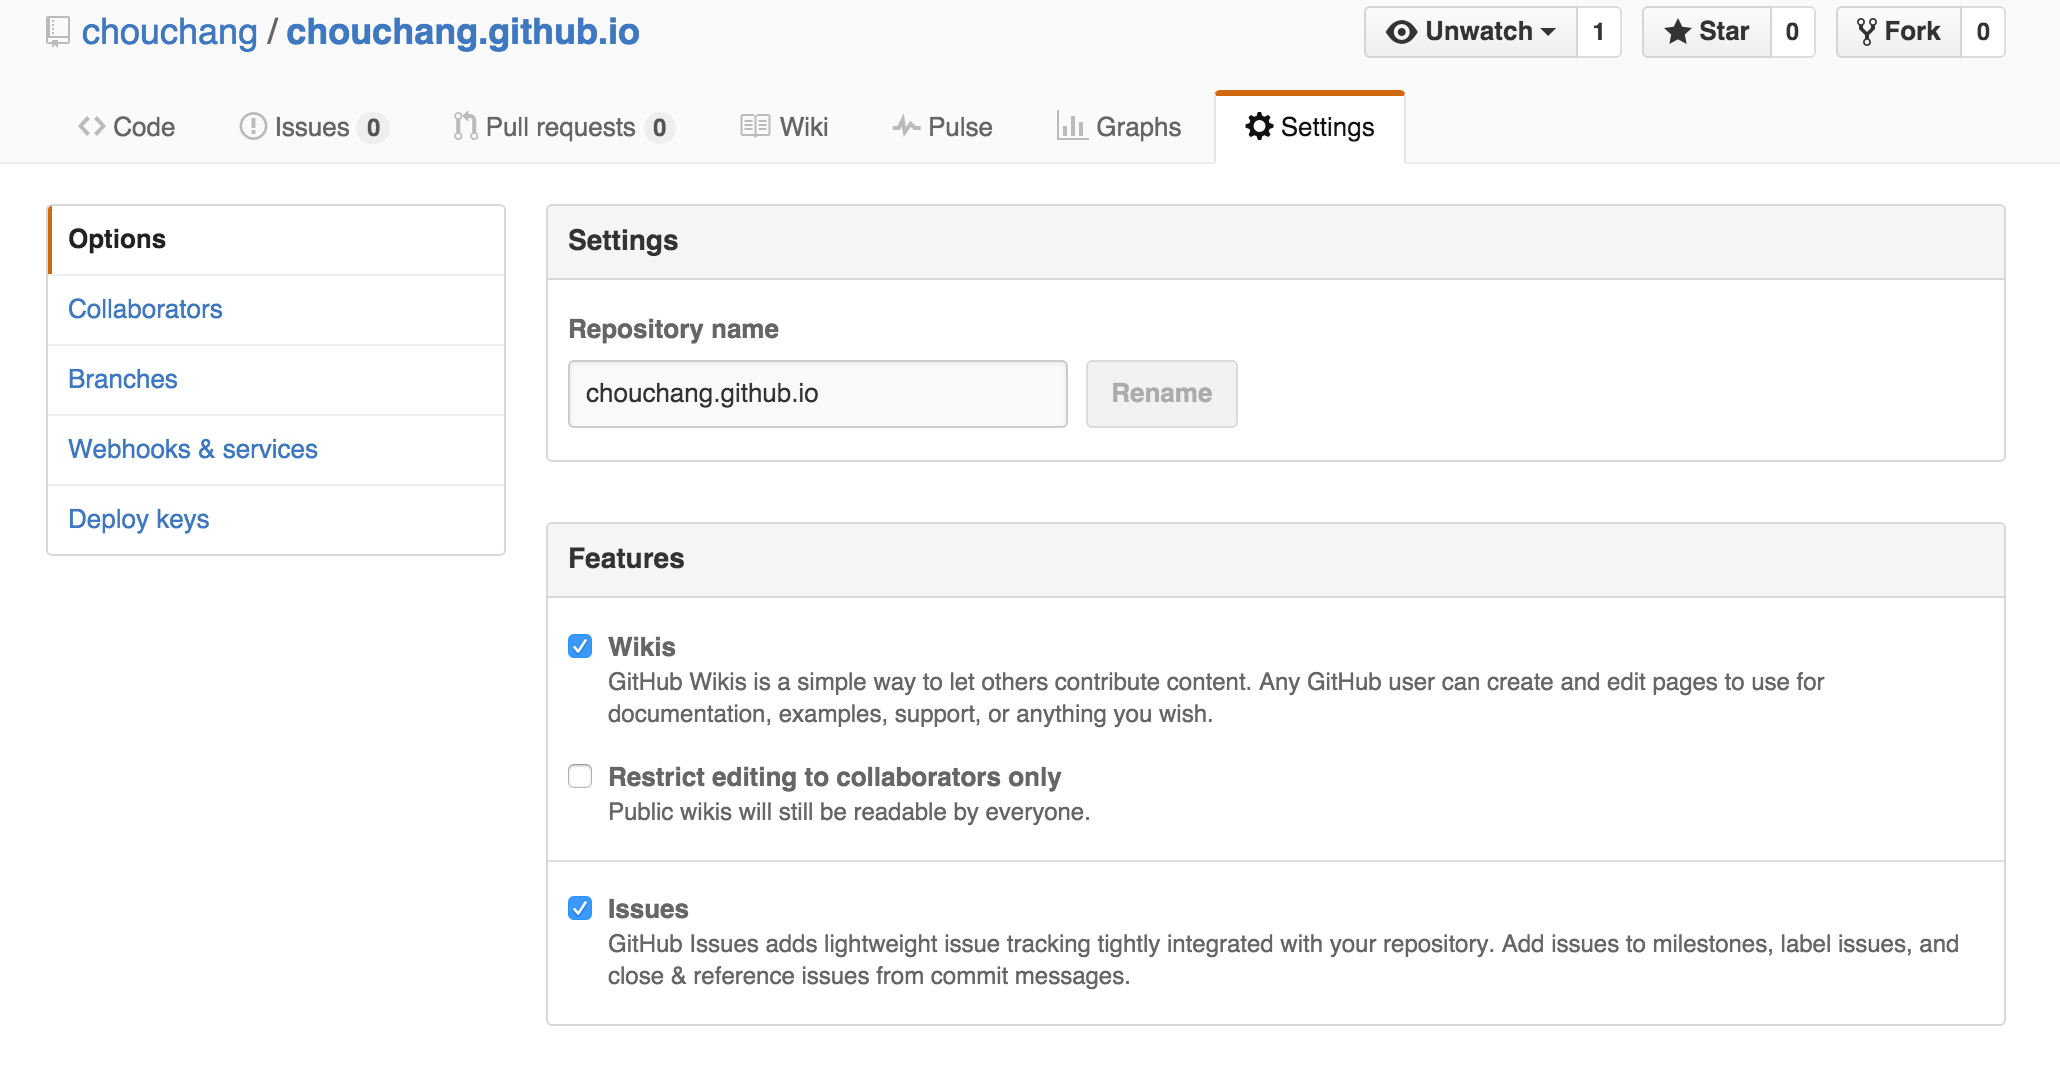 chouchang / chouchang.github.io
Unwatch 1 Star 0 Fork 0
Code Issues 0 Pull requests 0 Wiki Pulse Graphs Settings
Options
Collaborators
Branches
Webhooks & services
Deploy keys
Settings
Repository name
chouchang.github.io Rename
Features
Wikis
GitHub Wikis is a simple way to let others contribute content. Any GitHub user can create and edit pages to use for
documentation, examples, support, or anything you wish.
Restrict editing to collaborators only
Public wikis will still be readable by everyone.
Issues
GitHub Issues adds lightweight issue tracking tightly integrated with your repository. Add issues to milestones, label issues, and
close & reference issues from commit messages.